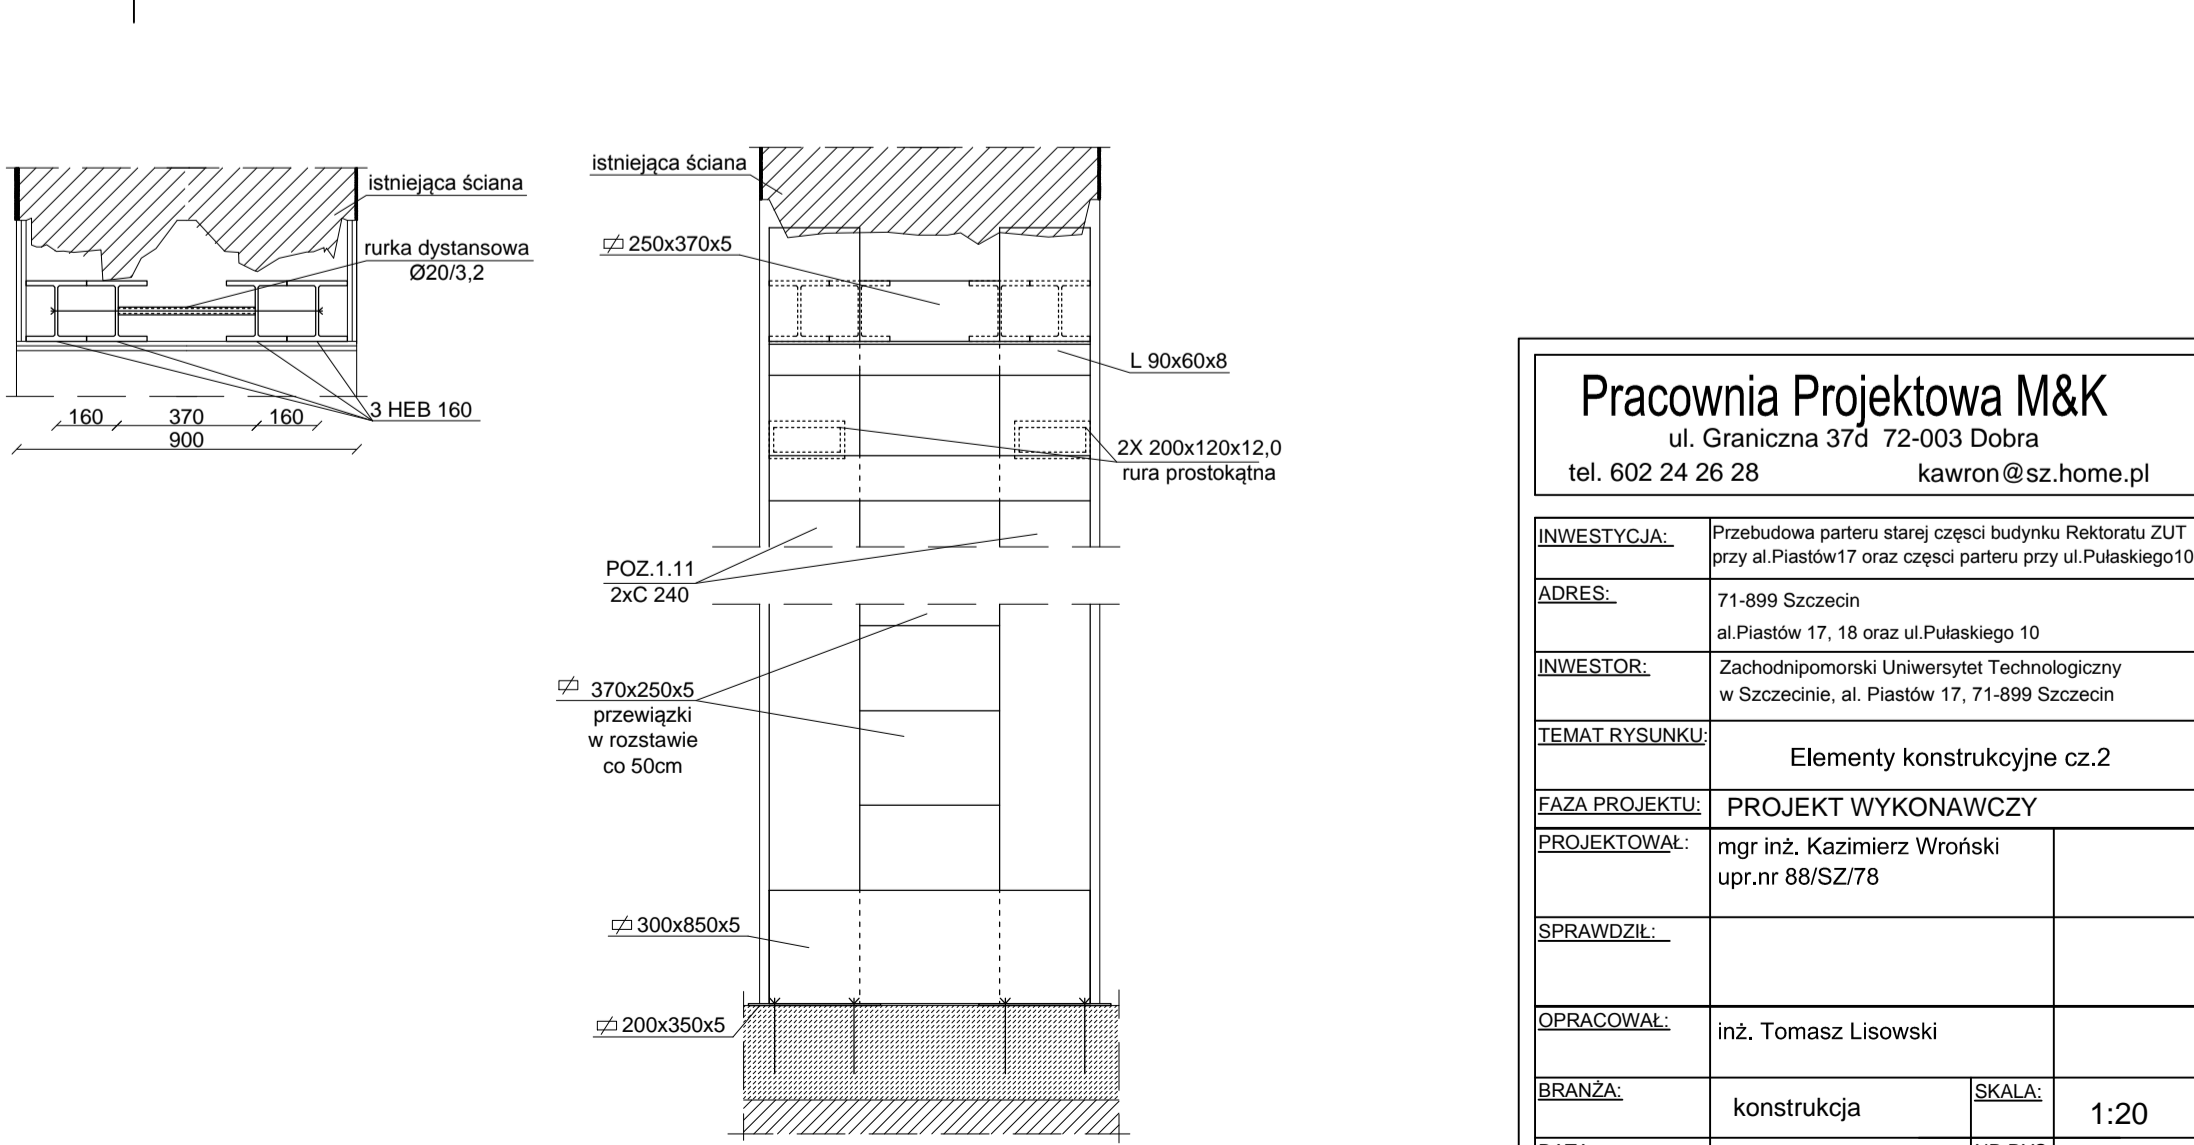 istniejąca ściana
rurka dystansowa
Ø20/3,2
3 HEB 160
160 370 160
900
istniejąca ściana
250x370x5
L 90x60x8
2X 200x120x12,0
rura prostokątna
POZ.1.11
2xC 240
370x250x5
przewiązki
w rozstawie
co 50cm
300x850x5
200x350x5
Pracownia Projektowa M&K
ul. Graniczna 37d 72-003 Dobra
tel. 602 24 26 28 kawron@sz.home.pl
INWESTYCJA: Przebudowa parteru starej częsci budynku Rektoratu ZUT
przy al.Piastów17 oraz częsci parteru przy ul.Pułaskiego10
ADRES: 71-899 Szczecin
al.Piastów 17, 18 oraz ul.Pułaskiego 10
INWESTOR: Zachodnipomorski Uniwersytet Technologiczny
w Szczecinie, al. Piastów 17, 71-899 Szczecin
TEMAT RYSUNKU: Elementy konstrukcyjne cz.2
FAZA PROJEKTU: PROJEKT WYKONAWCZY
PROJEKTOWAŁ: mgr inż. Kazimierz Wroński
upr.nr 88/SZ/78
SPRAWDZIŁ:
OPRACOWAŁ: inż. Tomasz Lisowski
BRANŻA: konstrukcja SKALA: 1:20